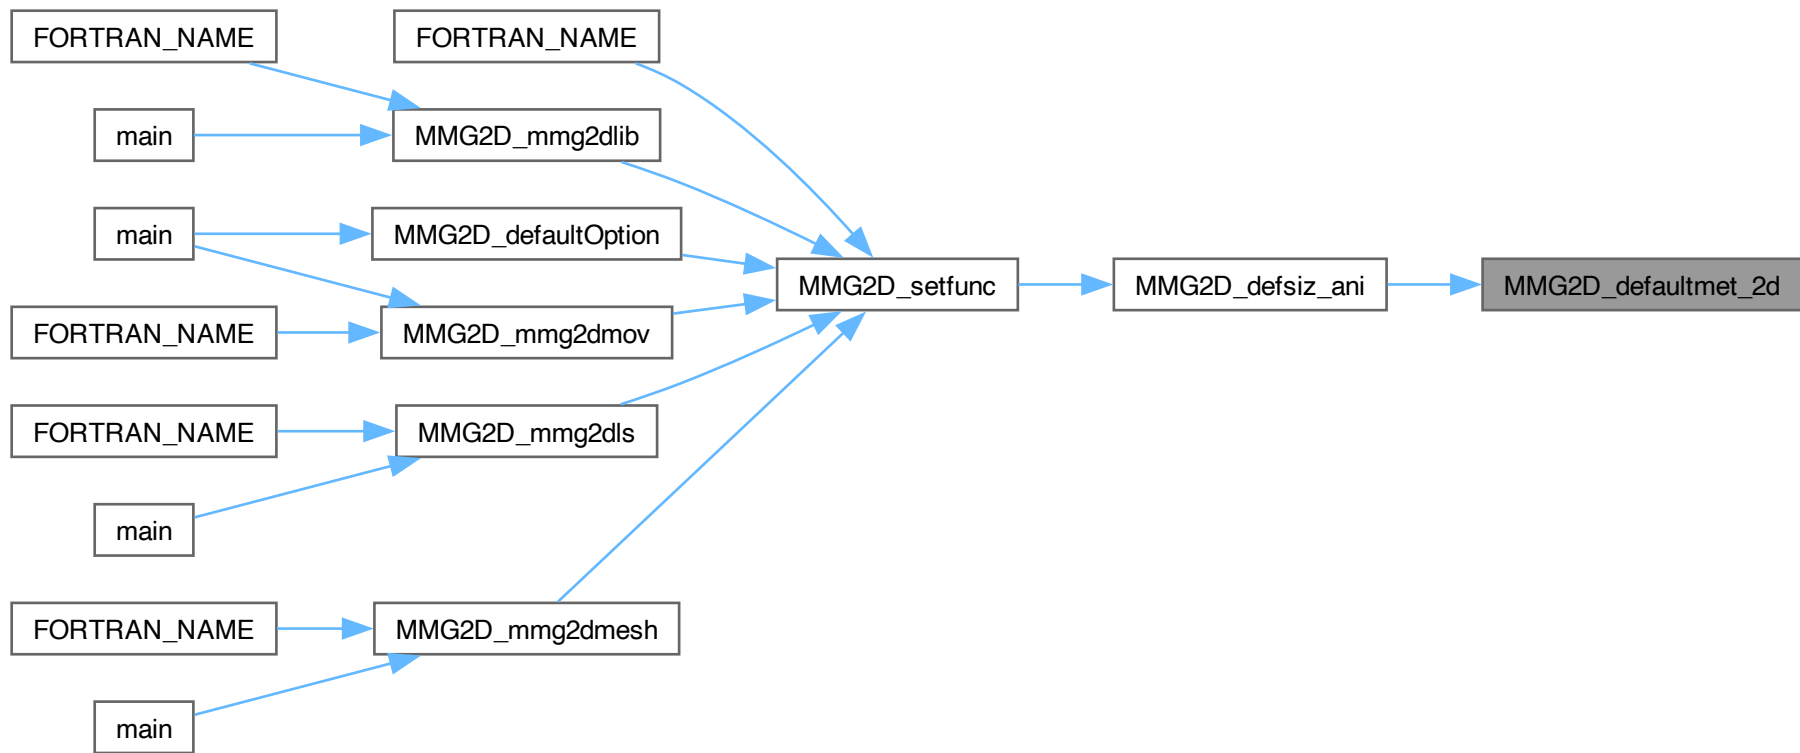 FORTRAN_NAME
FORTRAN_NAME
main
MMG2D_mmg2dlib
main
MMG2D_defaultOption
MMG2D_setfunc
MMG2D_defsiz_ani
MMG2D_defaultmet_2d
FORTRAN_NAME
MMG2D_mmg2dmov
FORTRAN_NAME
MMG2D_mmg2dls
main
FORTRAN_NAME
MMG2D_mmg2dmesh
main